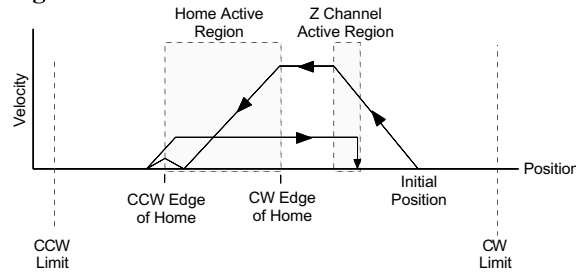 Home Active
Region
Z Channel
Active Region
Velocity
Position
CCW Edge
of Home
CW Edge
of Home
Initial
Position
CCW
Limit
CW
Limit